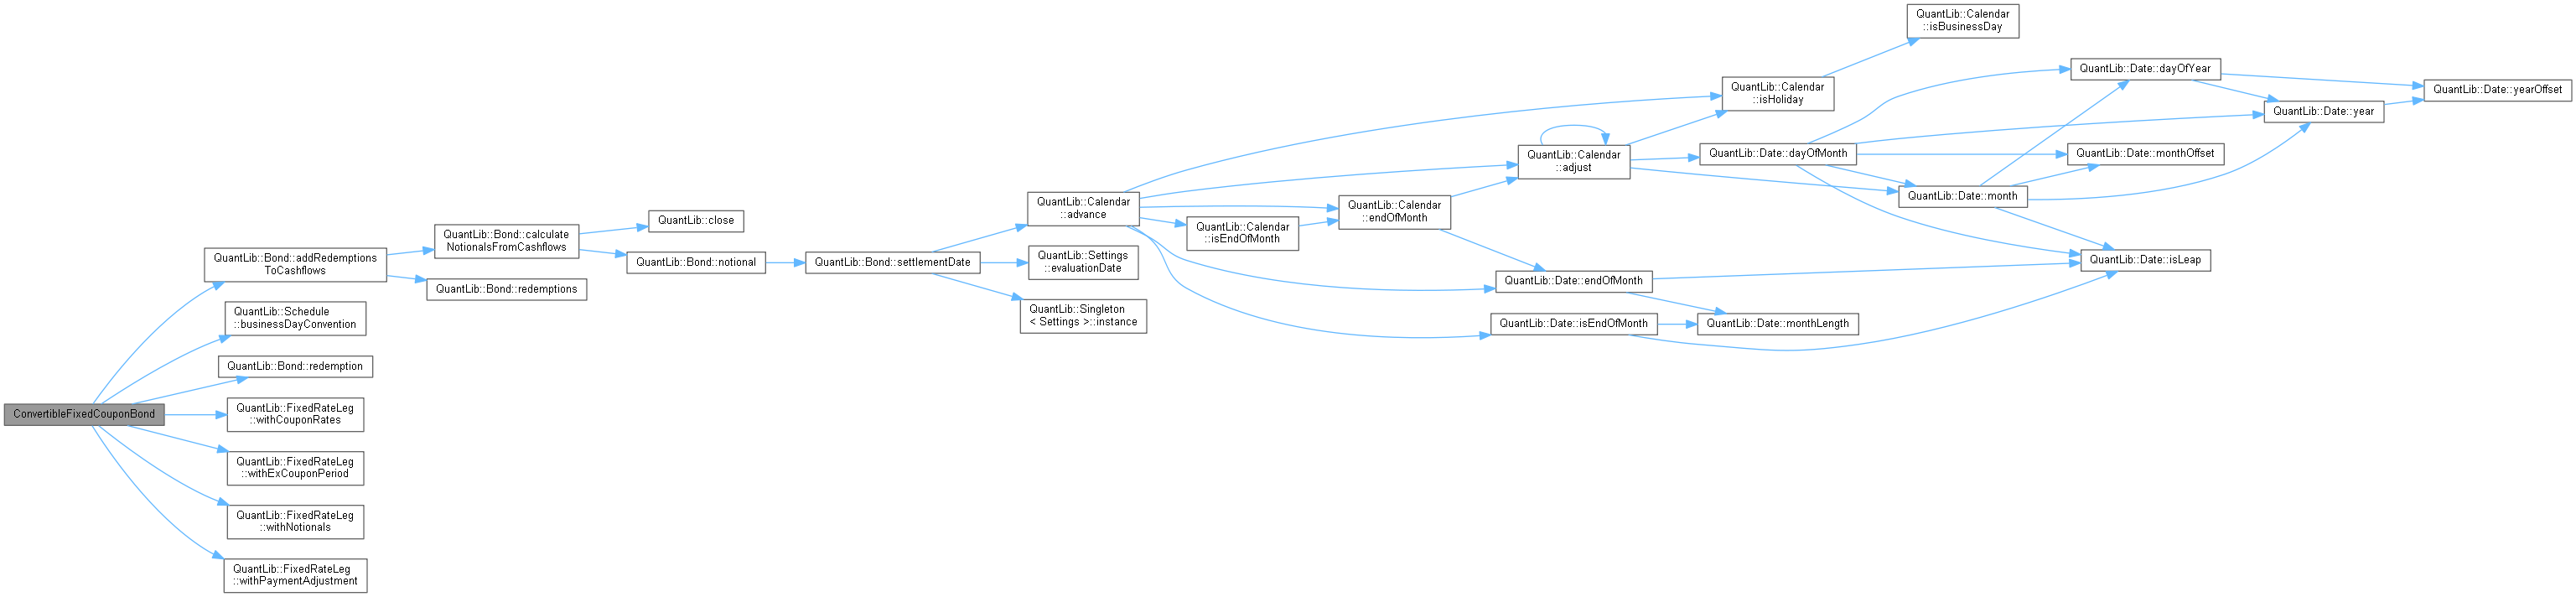 QuantLib::Calendar
::isBusinessDay
QuantLib::Date::dayOfYear
QuantLib::Calendar
::isHoliday
QuantLib::Date::yearOffset
QuantLib::Date::year
QuantLib::Calendar
::adjust
QuantLib::Date::dayOfMonth
QuantLib::Date::monthOffset
QuantLib::Date::month
QuantLib::Calendar
::advance
QuantLib::Calendar
::endOfMonth
QuantLib::Calendar
::isEndOfMonth
QuantLib::close
QuantLib::Bond::calculate
NotionalsFromCashflows
QuantLib::Bond::addRedemptions
ToCashflows
QuantLib::Bond::notional
QuantLib::Bond::settlementDate
QuantLib::Settings
::evaluationDate
QuantLib::Date::isLeap
QuantLib::Date::endOfMonth
QuantLib::Bond::redemptions
QuantLib::Singleton
< Settings >::instance
QuantLib::Schedule
::businessDayConvention
QuantLib::Date::isEndOfMonth
QuantLib::Date::monthLength
QuantLib::Bond::redemption
ConvertibleFixedCouponBond
QuantLib::FixedRateLeg
::withCouponRates
QuantLib::FixedRateLeg
::withExCouponPeriod
QuantLib::FixedRateLeg
::withNotionals
QuantLib::FixedRateLeg
::withPaymentAdjustment